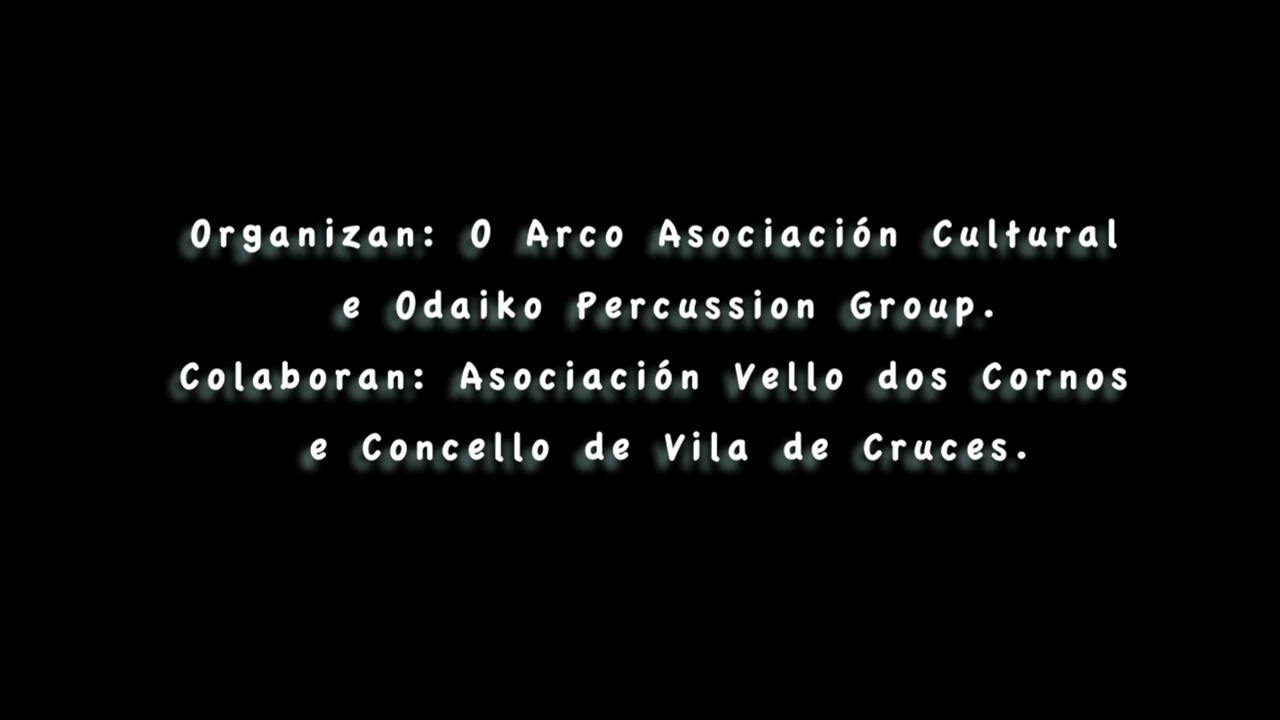 Organizan: O Arco Asociación Cultural
e Odaiko Percussion Group.
Colaboran: Asociación Vello dos Cornos
e Concello de Vila de Cruces.